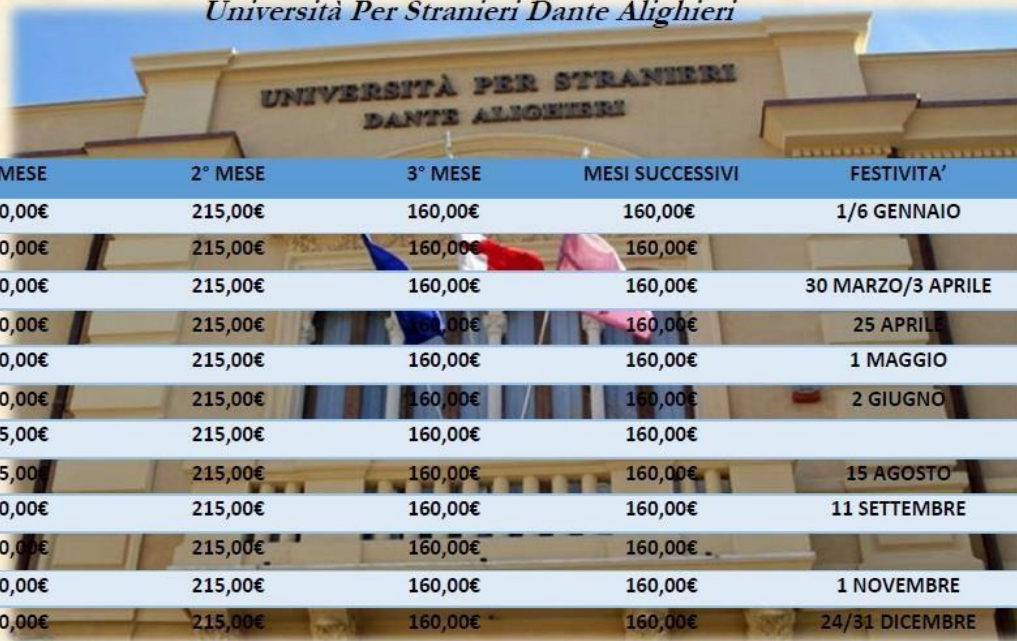 Università Per Stranieri Dante Alighieri
UNIVERSITÀ PER STRANIERI
DANTE ALIGHIERI
MESE 2° MESE 3° MESE MESI SUCCESSIVI FESTIVITA’
0,00€ 215,00€ 160,00€ 160,00€ 1/6 GENNAIO
0,00€ 215,00€ 160,00€ 160,00€
0,00€ 215,00€ 160,00€ 160,00€ 30 MARZO/3 APRILE
0,00€ 215,00€ 160,00€ 160,00€ 25 APRILE
0,00€ 215,00€ 160,00€ 160,00€ 1 MAGGIO
0,00€ 215,00€ 160,00€ 160,00€ 2 GIUGNO
5,00€ 215,00€ 160,00€ 160,00€
5,00€ 215,00€ 160,00€ 160,00€ 15 AGOSTO
0,00€ 215,00€ 160,00€ 160,00€ 11 SETTEMBRE
0,00€ 215,00€ 160,00€ 160,00€
0,00€ 215,00€ 160,00€ 160,00€ 1 NOVEMBRE
0,00€ 215,00€ 160,00€ 160,00€ 24/31 DICEMBRE